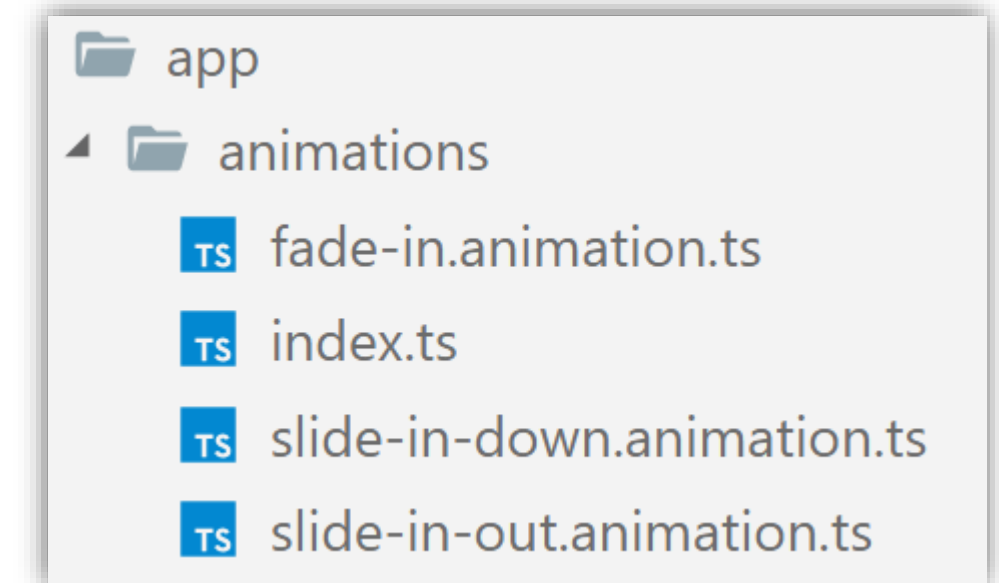 app
animations
TS fade-in.animation.ts
TS index.ts
TS slide-in-down.animation.ts
TS slide-in-out.animation.ts